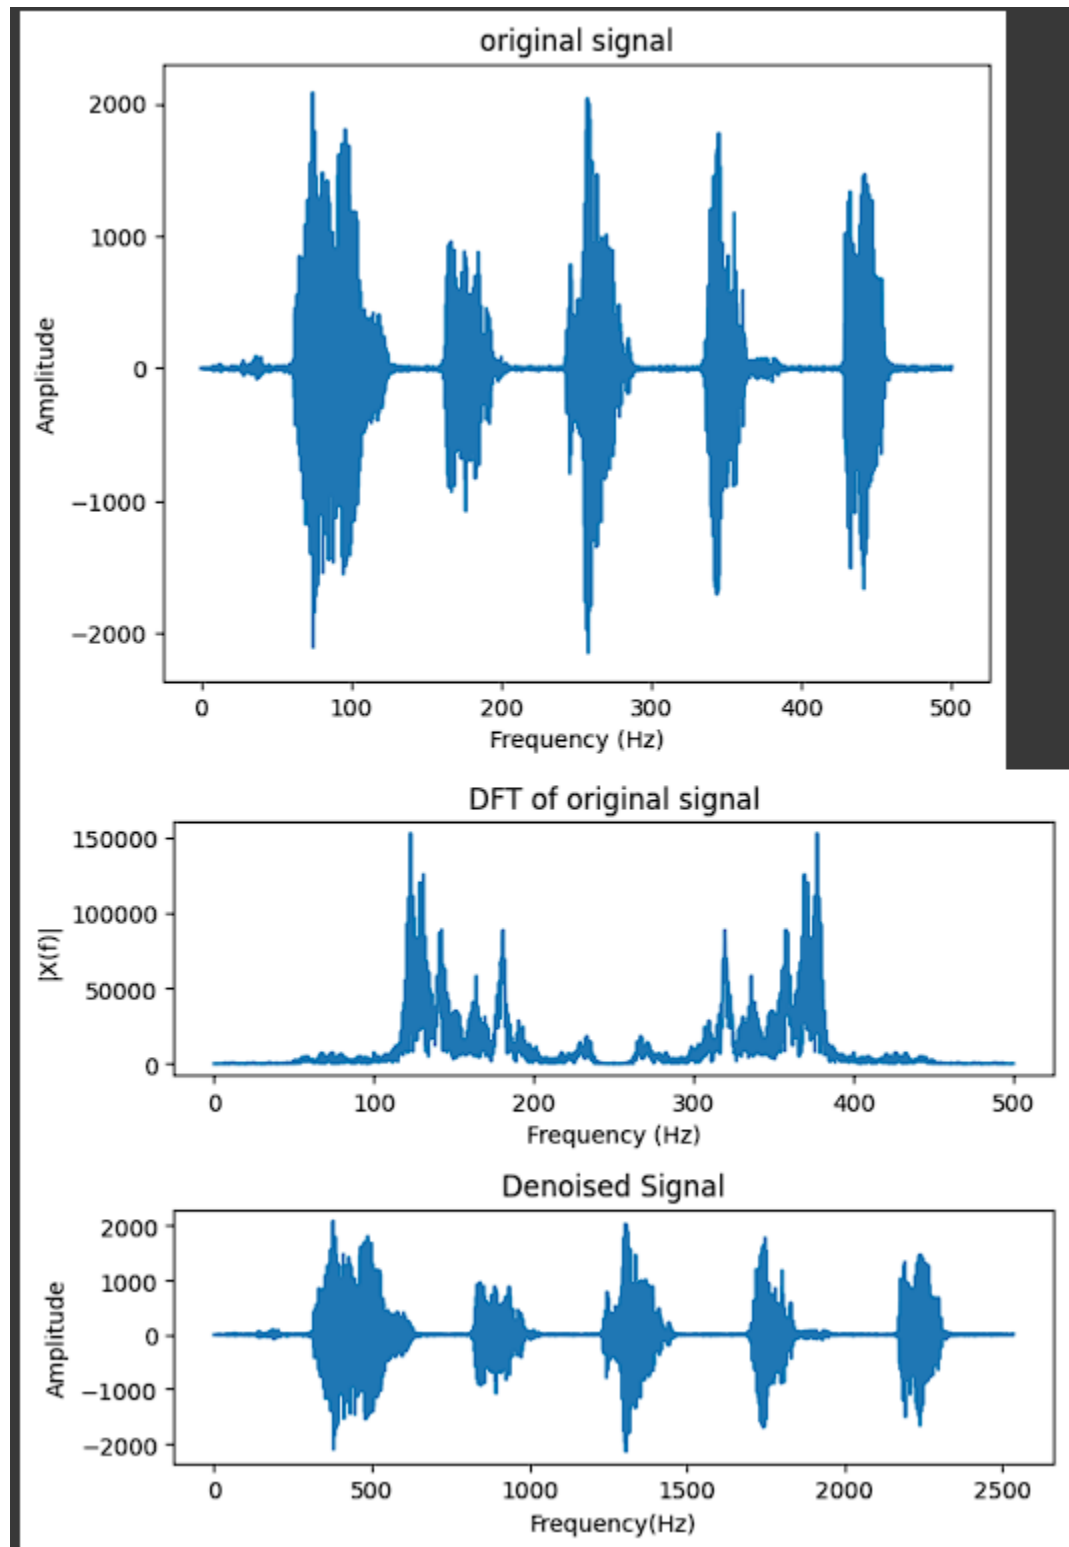 original signal
2000
1000
0
−1000
−2000
Amplitude
0 100 200 300 400 500
Frequency (Hz)
DFT of original signal
150000
100000
50000
0
|X(f)|
0 100 200 300 400 500
Frequency (Hz)
Denoised Signal
2000
1000
0
−1000
−2000
Amplitude
0 500 1000 1500 2000 2500
Frequency(Hz)